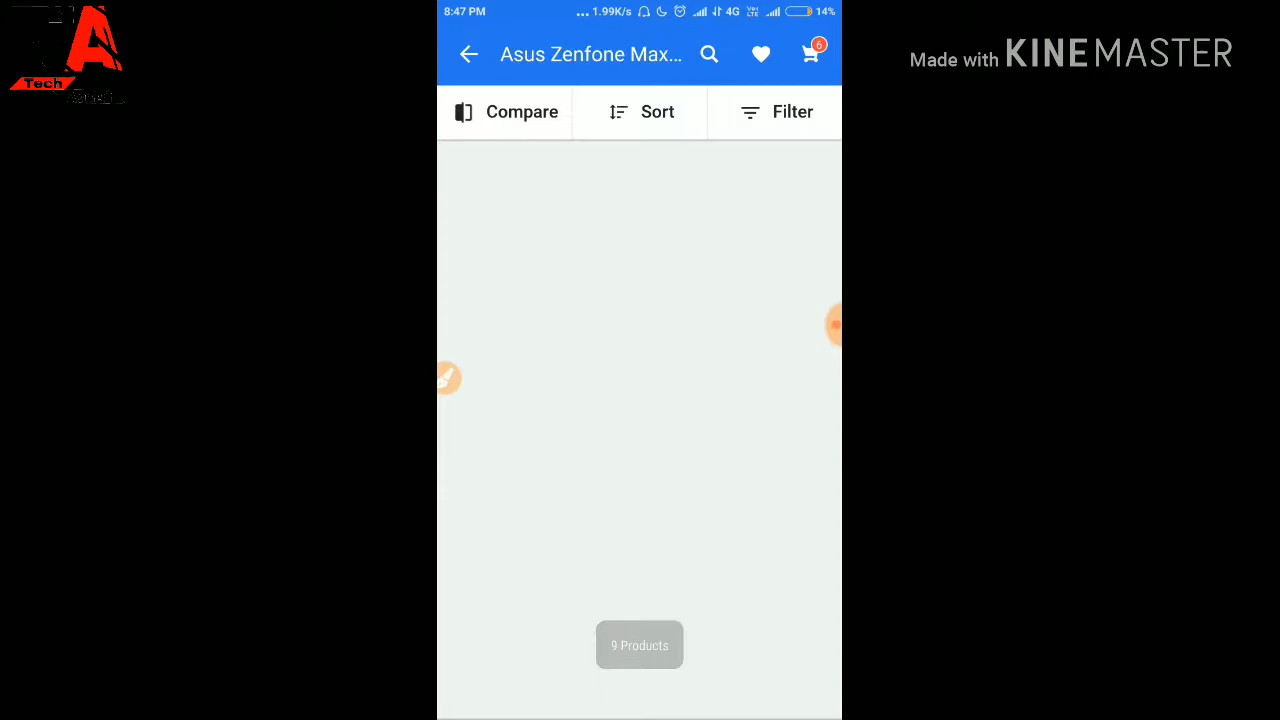 8:47 PM
... 1.99K/s
4G
VoLTE
14%
Asus Zenfone Max...
6
Compare
Sort
Filter
9 Products
Made with KINEMASTER
A
Tech